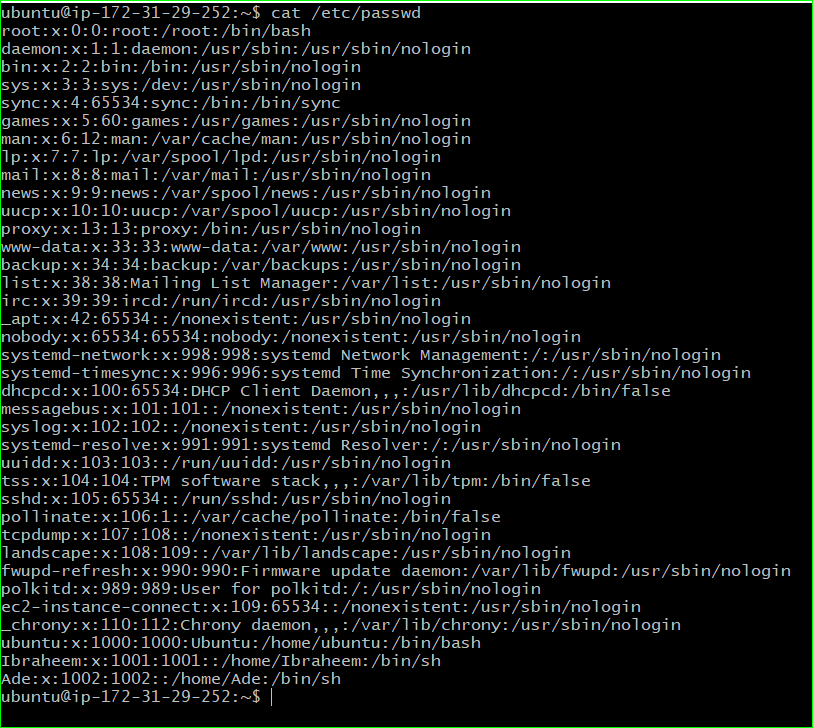 ubuntu@ip-172-31-29-252:~$ cat /etc/passwd
root:x:0:0:root:/root:/bin/bash
daemon:x:1:1:daemon:/usr/sbin:/usr/sbin/nologin
bin:x:2:2:bin:/bin:/usr/sbin/nologin
sys:x:3:3:sys:/dev:/usr/sbin/nologin
sync:x:4:65534:sync:/bin:/bin/sync
games:x:5:60:games:/usr/games:/usr/sbin/nologin
man:x:6:12:man:/var/cache/man:/usr/sbin/nologin
lp:x:7:7:lp:/var/spool/lpd:/usr/sbin/nologin
mail:x:8:8:mail:/var/mail:/usr/sbin/nologin
news:x:9:9:news:/var/spool/news:/usr/sbin/nologin
uucp:x:10:10:uucp:/var/spool/uucp:/usr/sbin/nologin
proxy:x:13:13:proxy:/bin:/usr/sbin/nologin
www-data:x:33:33:www-data:/var/www:/usr/sbin/nologin
backup:x:34:34:backup:/var/backups:/usr/sbin/nologin
list:x:38:38:Mailing List Manager:/var/list:/usr/sbin/nologin
irc:x:39:39:ircd:/run/ircd:/usr/sbin/nologin
_apt:x:42:65534::/nonexistent:/usr/sbin/nologin
nobody:x:65534:65534:nobody:/nonexistent:/usr/sbin/nologin
systemd-network:x:998:998:systemd Network Management:/:/usr/sbin/nologin
systemd-timesync:x:996:996:systemd Time Synchronization:/:/usr/sbin/nologin
dhcpcd:x:100:65534:DHCP Client Daemon,,,:/usr/lib/dhcpcd:/bin/false
messagebus:x:101:101::/nonexistent:/usr/sbin/nologin
syslog:x:102:102::/nonexistent:/usr/sbin/nologin
systemd-resolve:x:991:991:systemd Resolver:/:/usr/sbin/nologin
uuidd:x:103:103::/run/uuidd:/usr/sbin/nologin
tss:x:104:104:TPM software stack,,,:/var/lib/tpm:/bin/false
sshd:x:105:65534::/run/sshd:/usr/sbin/nologin
pollinate:x:106:1::/var/cache/pollinate:/bin/false
tcpdump:x:107:108::/nonexistent:/usr/sbin/nologin
landscape:x:108:109::/var/lib/landscape:/usr/sbin/nologin
fwupd-refresh:x:990:990:Firmware update daemon:/var/lib/fwupd:/usr/sbin/nologin
polkitd:x:989:989:User for polkitd:/:/usr/sbin/nologin
ec2-instance-connect:x:109:65534::/nonexistent:/usr/sbin/nologin
_chrony:x:110:112:Chrony daemon,,,:/var/lib/chrony:/usr/sbin/nologin
ubuntu:x:1000:1000:Ubuntu:/home/ubuntu:/bin/bash
Ibraheem:x:1001:1001::/home/Ibraheem:/bin/sh
Ade:x:1002:1002::/home/Ade:/bin/sh
ubuntu@ip-172-31-29-252:~$